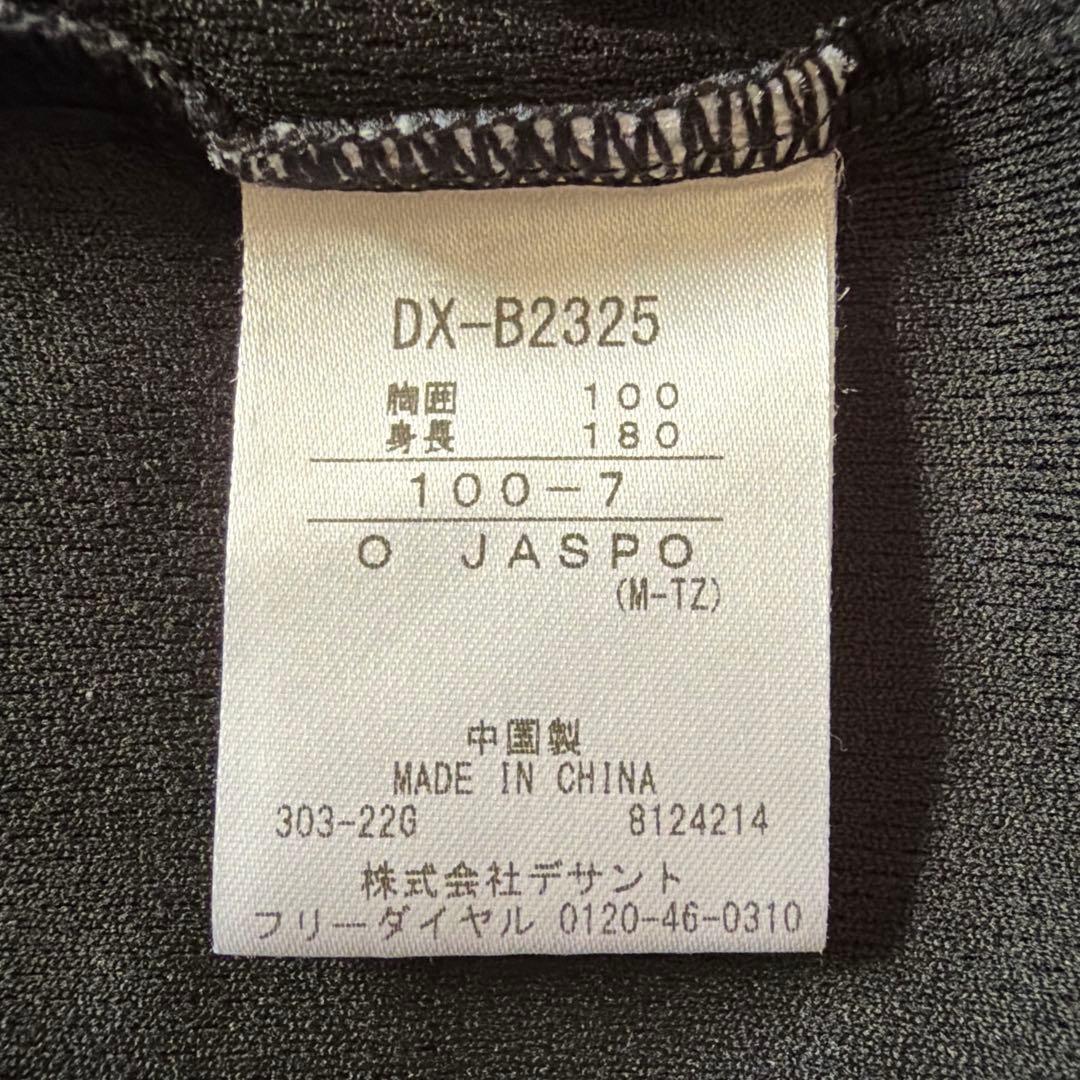 DX-B2325
胸囲 100
身長 180
100-7
O JASPO
(M-TZ)
中国製
MADE IN CHINA
303-22G 8124214
株式会社デサント
フリーダイヤル 0120-46-0310